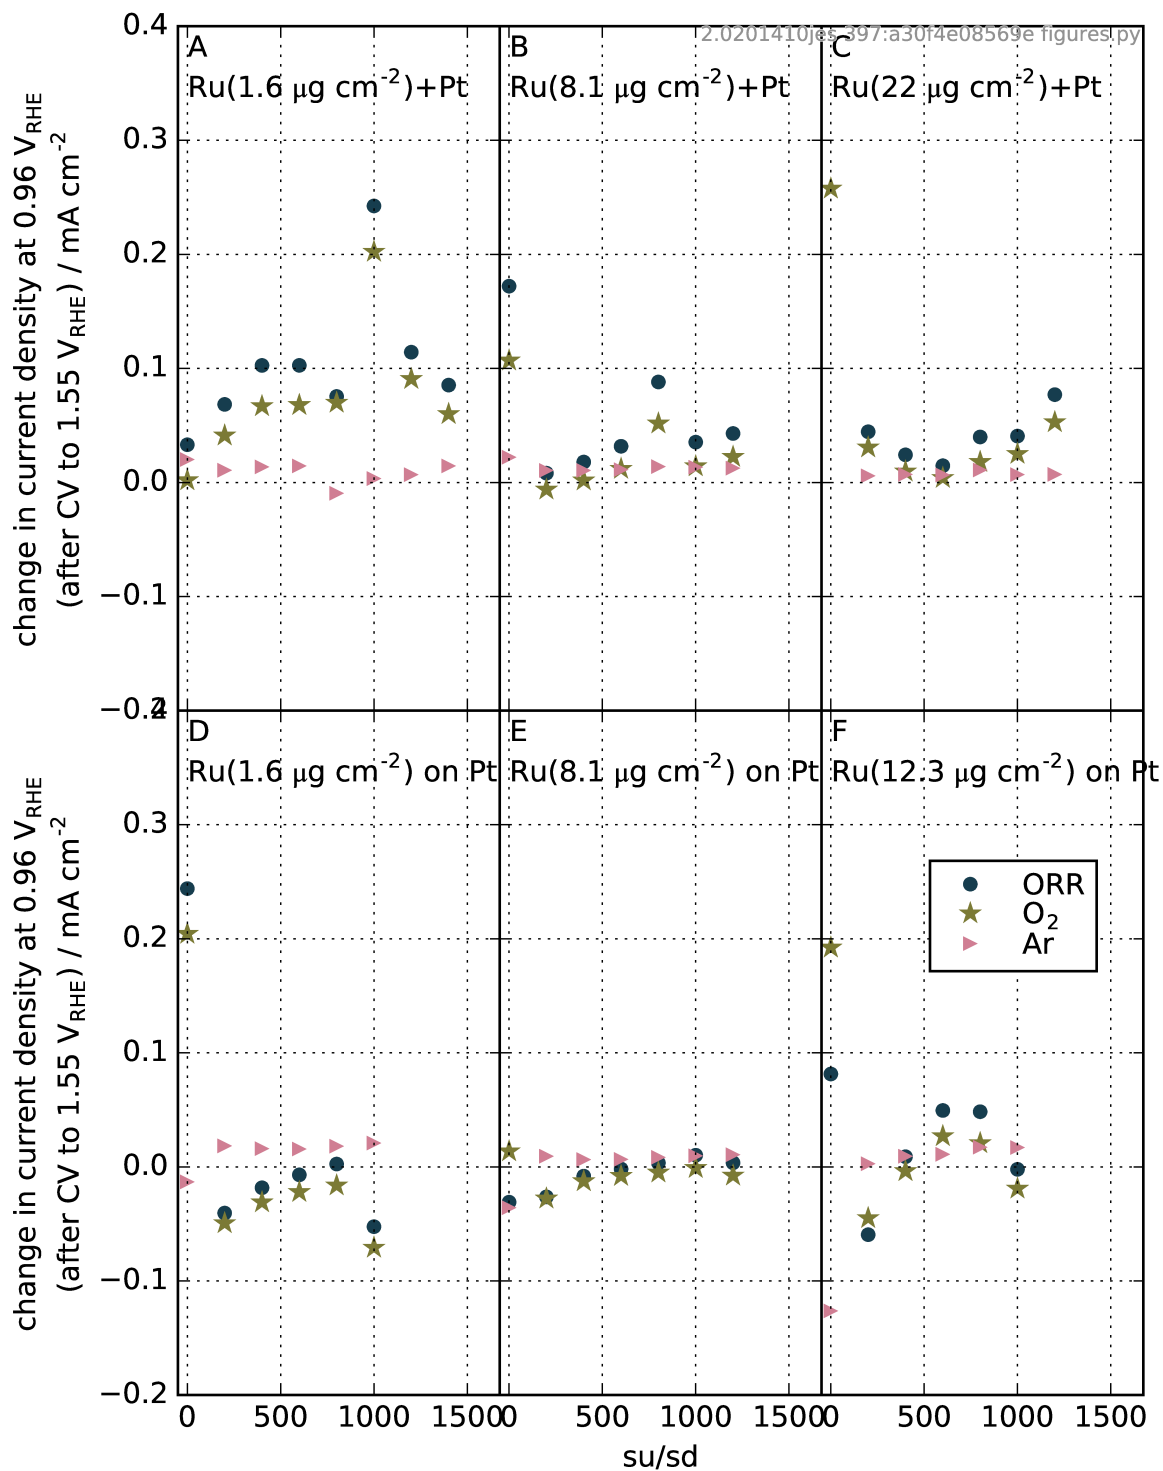 2.0201410jes 397:a30f4e08569e figures.py
A
Ru(1.6 μg cm-2)+Pt
B
Ru(8.1 μg cm-2)+Pt
C
Ru(22 μg cm-2)+Pt
0.4
0.3
0.2
0.1
0.0
−0.1
−0.2
change in current density at 0.96 VRHE
(after CV to 1.55 VRHE) / mA cm-2
D
Ru(1.6 μg cm-2) on Pt
E
Ru(8.1 μg cm-2) on Pt
F
Ru(12.3 μg cm-2) on Pt
ORR
O2
Ar
0.4
0.3
0.2
0.1
0.0
−0.1
−0.2
change in current density at 0.96 VRHE
(after CV to 1.55 VRHE) / mA cm-2
0 500 1000 1500
0 500 1000 1500
0 500 1000 1500
su/sd